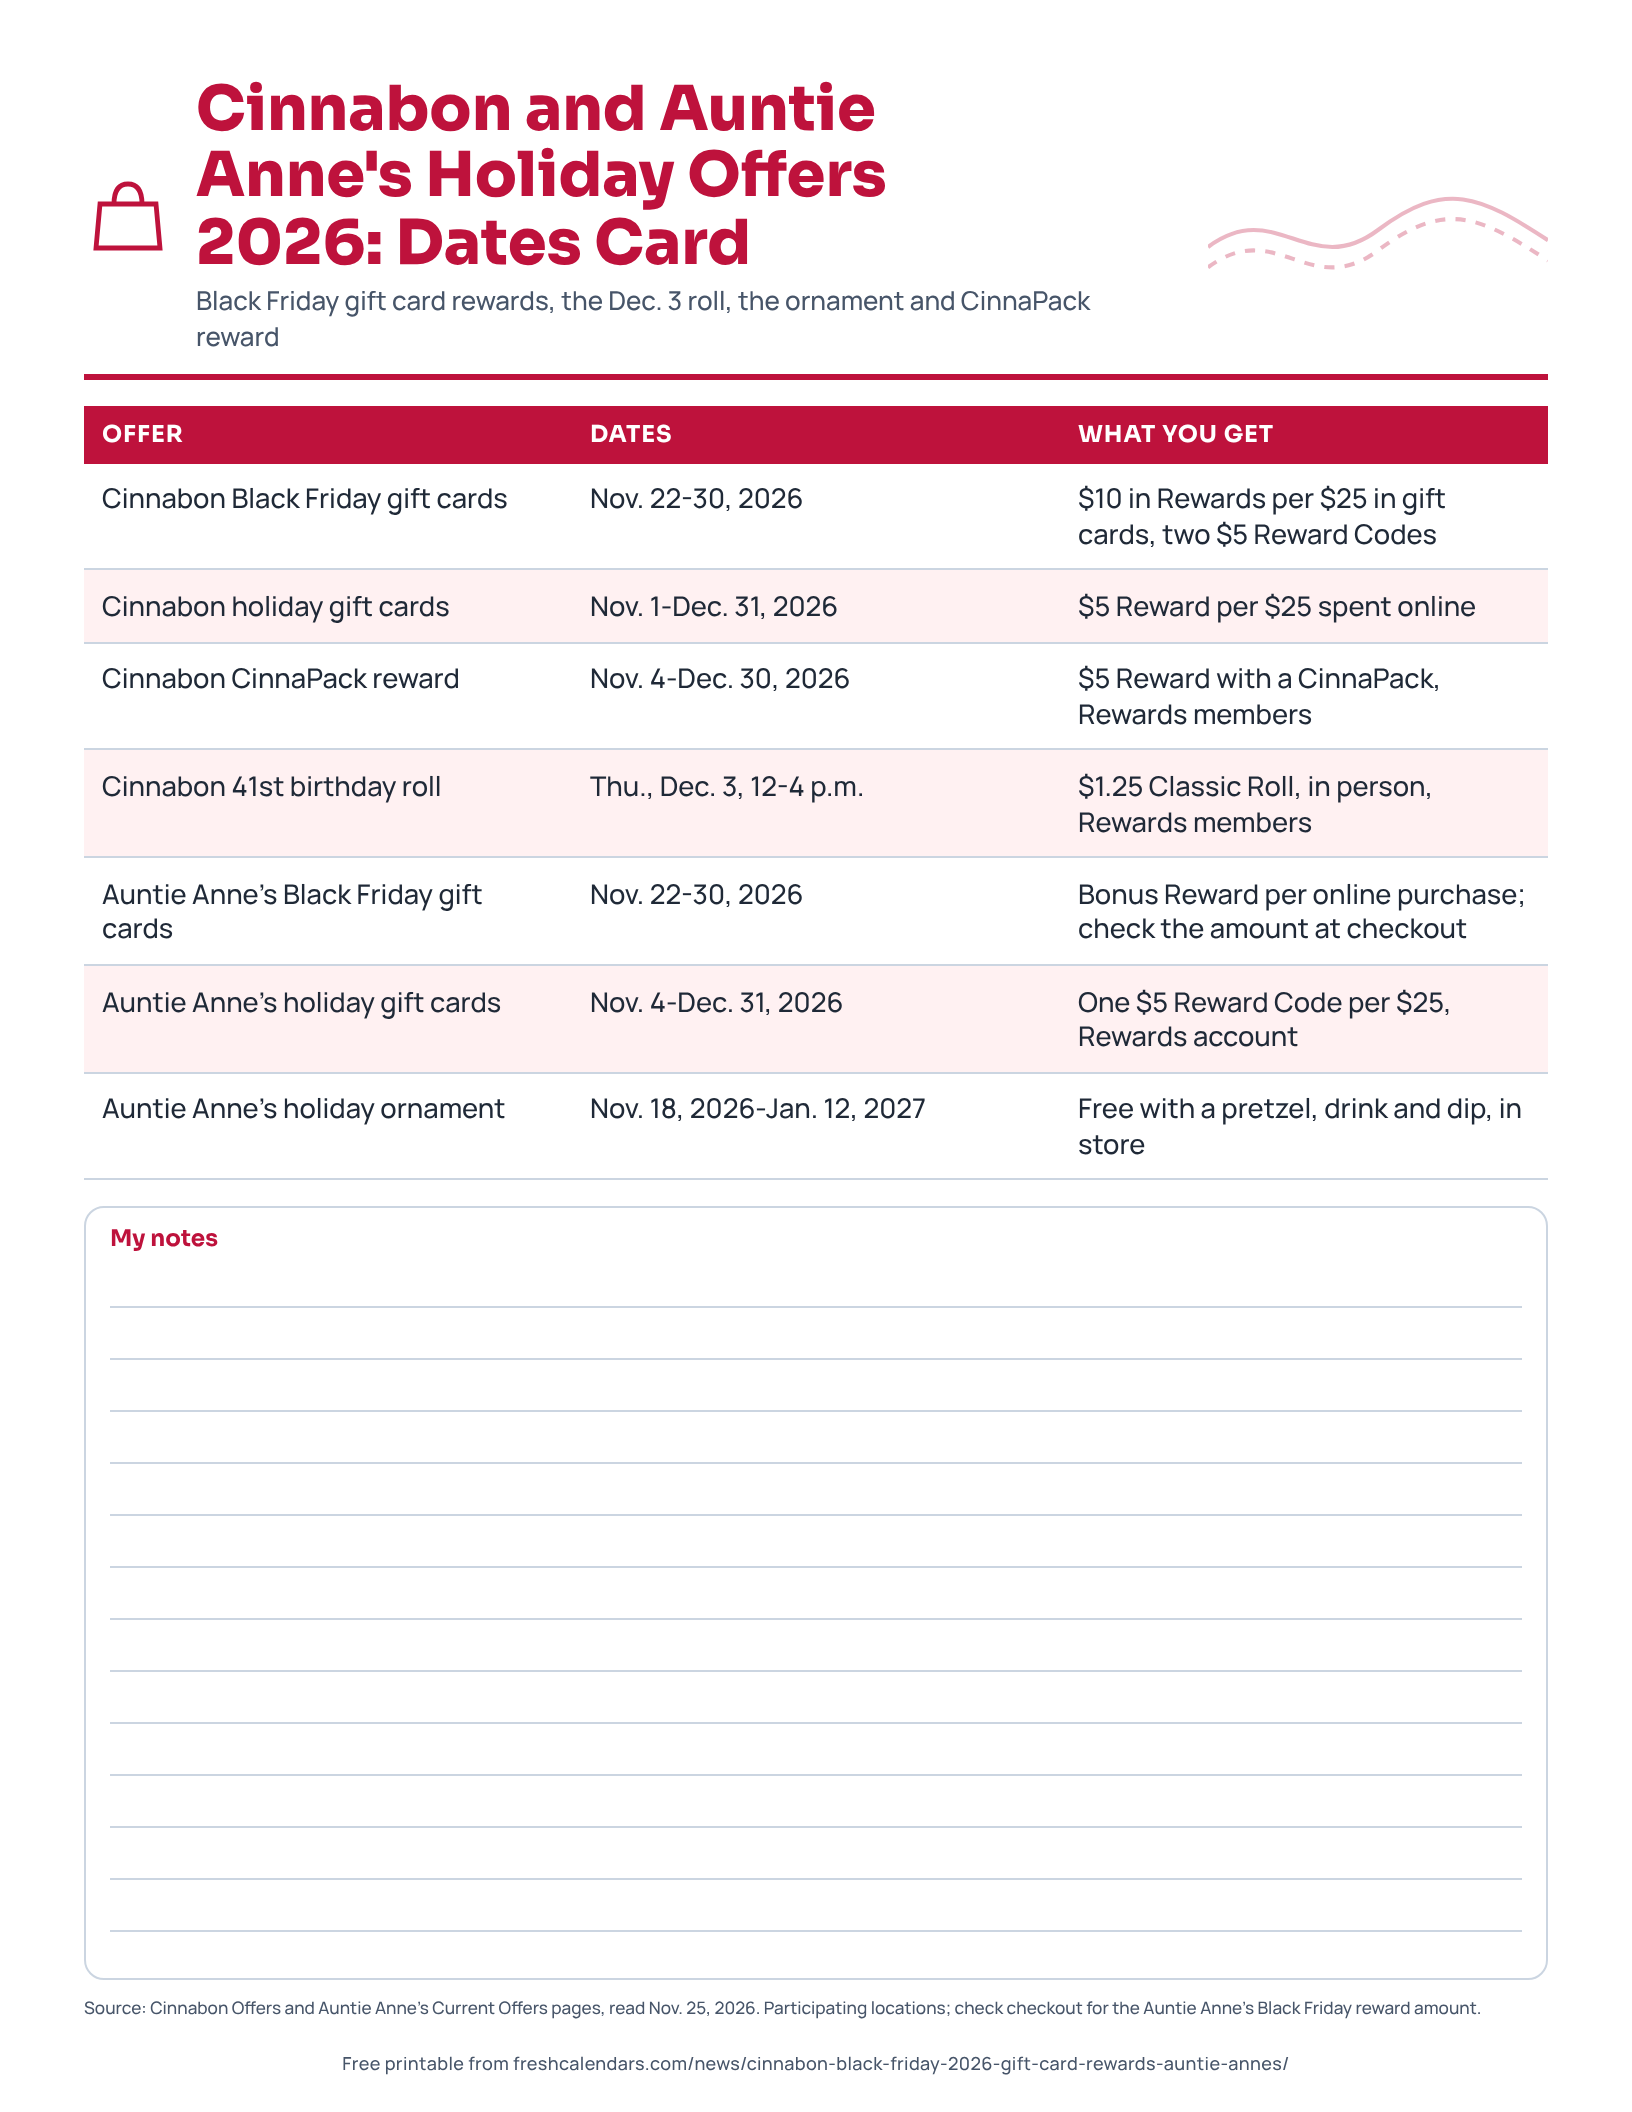 Cinnabon and Auntie
Anne's Holiday Offers
2026: Dates Card
Black Friday gift card rewards, the Dec. 3 roll, the ornament and CinnaPack
reward
OFFER DATES WHAT YOU GET
Cinnabon Black Friday gift cards Nov. 22-30, 2026 $10 in Rewards per $25 in gift
cards, two $5 Reward Codes
Cinnabon holiday gift cards Nov. 1-Dec. 31, 2026 $5 Reward per $25 spent online
Cinnabon CinnaPack reward Nov. 4-Dec. 30, 2026 $5 Reward with a CinnaPack,
Rewards members
Cinnabon 41st birthday roll Thu., Dec. 3, 12-4 p.m. $1.25 Classic Roll, in person,
Rewards members
Auntie Anne’s Black Friday gift Nov. 22-30, 2026 Bonus Reward per online purchase;
cards check the amount at checkout
Auntie Anne’s holiday gift cards Nov. 4-Dec. 31, 2026 One $5 Reward Code per $25,
Rewards account
Auntie Anne’s holiday ornament Nov. 18, 2026-Jan. 12, 2027 Free with a pretzel, drink and dip, in
store
My notes
Source: Cinnabon Offers and Auntie Anne’s Current Offers pages, read Nov. 25, 2026. Participating locations; check checkout for the Auntie Anne’s Black Friday reward amount.
Free printable from freshcalendars.com/news/cinnabon-black-friday-2026-gift-card-rewards-auntie-annes/